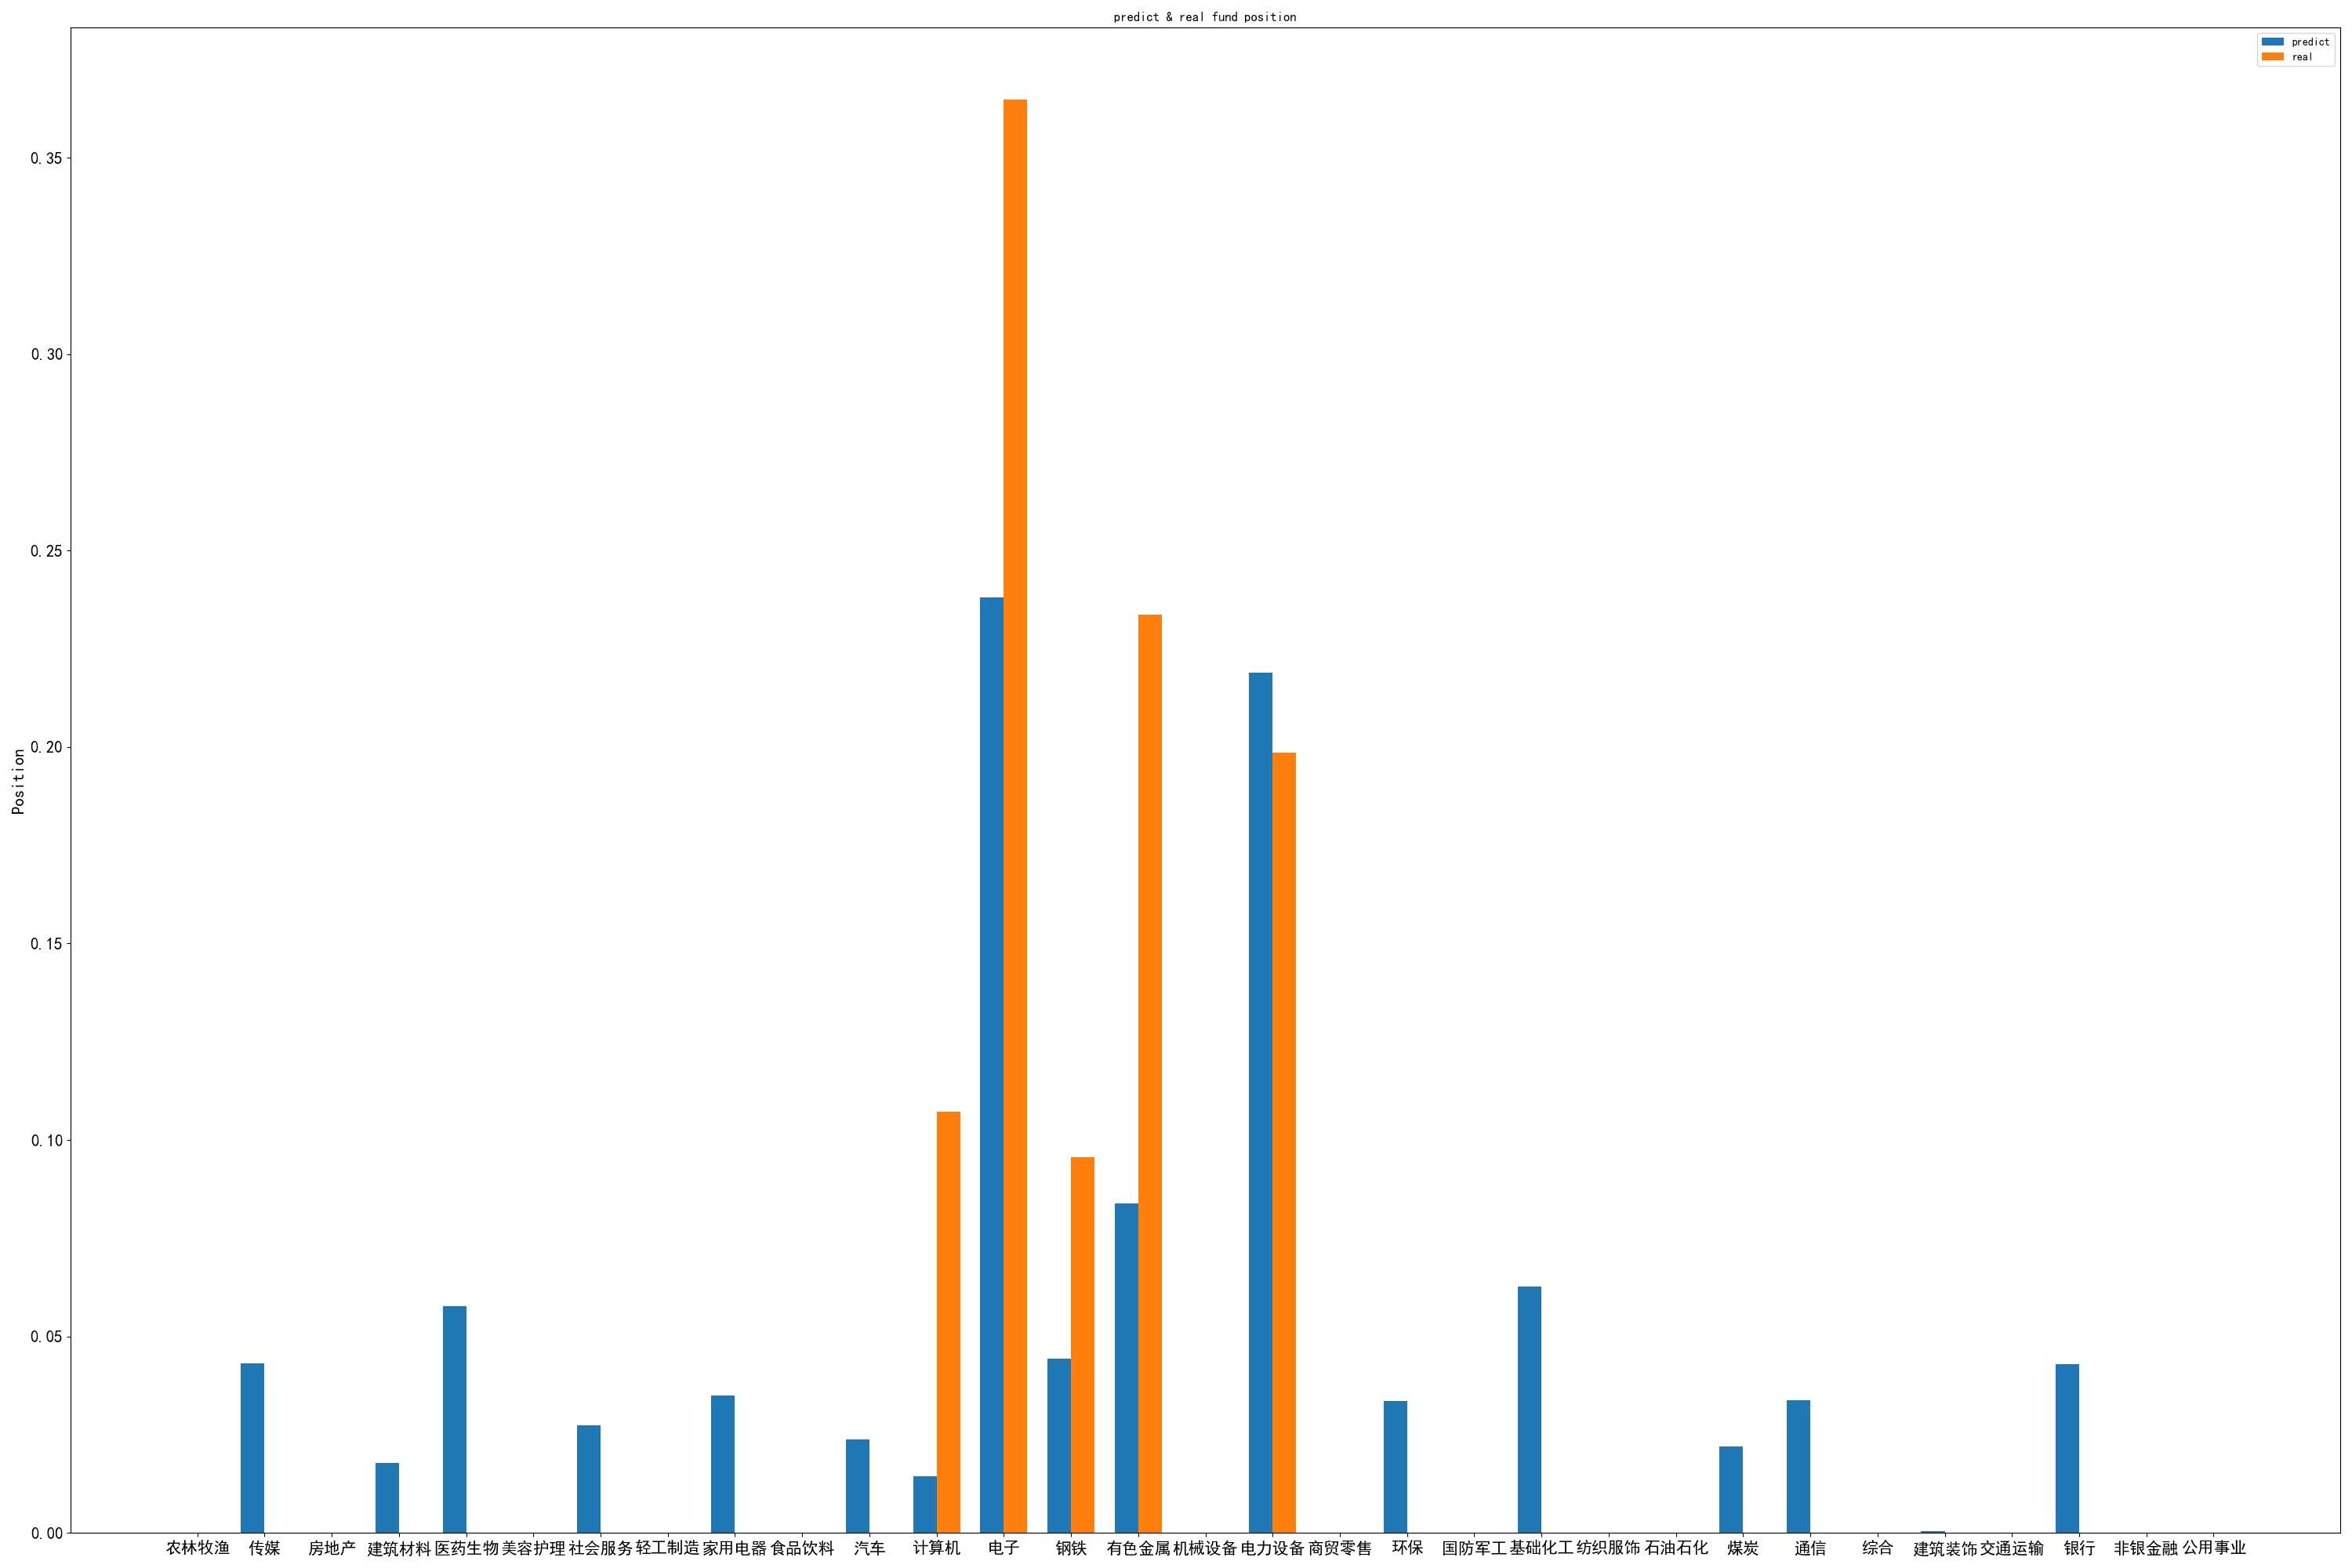 predict & real fund position
predict
real
Position
0.35
0.30
0.25
0.20
0.15
0.10
0.05
0.00
农林牧渔 传媒 房地产 建筑材料 医药生物 美容护理 社会服务 轻工制造 家用电器 食品饮料 汽车 计算机 电子 钢铁 有色金属 机械设备 电力设备 商贸零售 环保 国防军工 基础化工 纺织服饰 石油石化 煤炭 通信 综合 建筑装饰 交通运输 银行 非银金融 公用事业